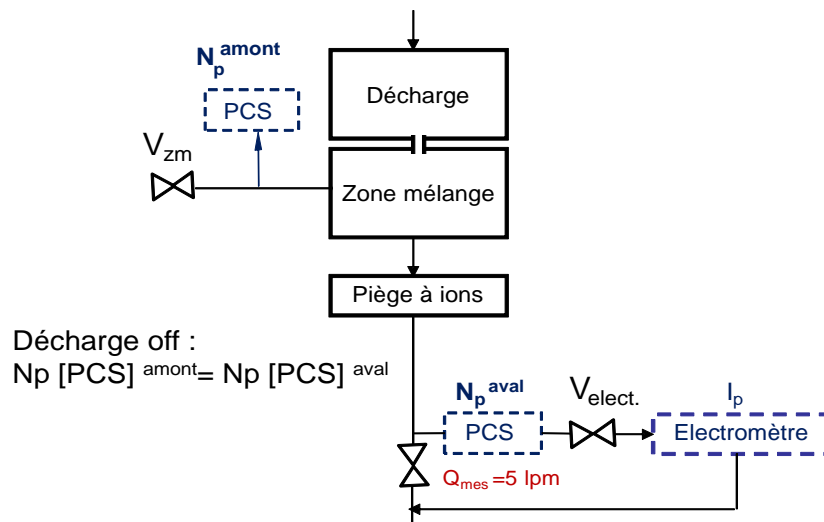 N_p^amont
PCS
Décharge
V_zm
Zone mélange
Piège à ions
Décharge off :
Np [PCS] ^amont= Np [PCS] ^aval
N_p^aval
V_elect.
I_p
PCS
Electromètre
Q_mes =5 lpm